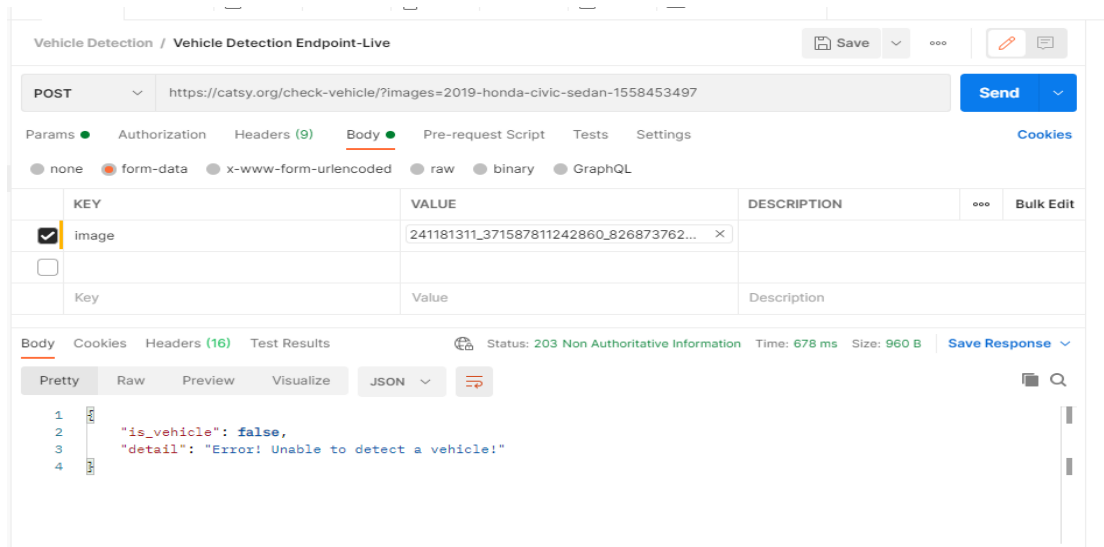 Vehicle Detection / Vehicle Detection Endpoint-Live Save ooo
POST https://catsy.org/check-vehicle/?images=2019-honda-civic-sedan-1558453497 Send
Params Authorization Headers (9) Body Pre-request Script Tests Settings Cookies
none form-data x-www-form-urlencoded raw binary GraphQL
KEY VALUE DESCRIPTION ooo Bulk Edit
image 241181311_371587811242860_826873762... ×
Key Value Description
Body Cookies Headers (16) Test Results Status: 203 Non Authoritative Information Time: 678 ms Size: 960 B Save Response
Pretty Raw Preview Visualize JSON
1 {
2 "is_vehicle": false,
3 "detail": "Error! Unable to detect a vehicle!"
4 }